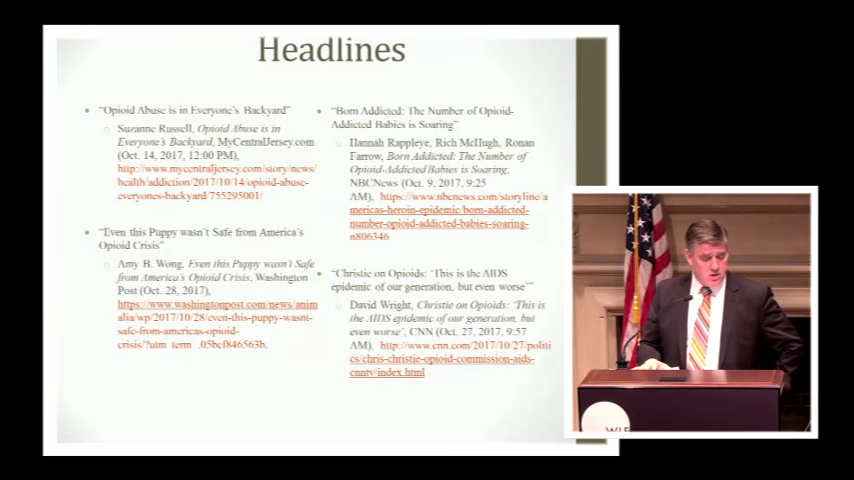 Headlines
“Opioid Abuse is in Everyone’s Backyard”
Suzanne Russell, Opioid Abuse is in
Everyone’s Backyard, MyCentralJersey.com
(Oct. 14, 2017, 12:00 PM),
http://www.mycentraljersey.com/story/news/
health/addiction/2017/10/14/opioid-abuse-
everyones-backyard/755295001/
“Even this Puppy wasn’t Safe from America’s
Opioid Crisis”
Amy B. Wong, Even this Puppy wasn’t Safe
from America’s Opioid Crisis, Washington
Post (Oct. 28, 2017),
https://www.washingtonpost.com/news/anim
alia/wp/2017/10/28/even-this-puppy-wasnt-
safe-from-americas-opioid-
crisis/?utm_term_.05bcf846563b.
“Born Addicted: The Number of Opioid-
Addicted Babies is Soaring”
Hannah Rappleye, Rich McHugh, Ronan
Farrow, Born Addicted: The Number of
Opioid-Addicted Babies is Soaring,
NBCNews (Oct. 9, 2017, 9:25
AM), https://www.nbcnews.com/storyline/a
mericas-heroin-epidemic/born-addicted-
number-opioid-addicted-babies-soaring-
n806346
“Christie on Opioids: ‘This is the AIDS
epidemic of our generation, but even worse’”
David Wright, Christie on Opioids: ‘This is
the AIDS epidemic of our generation, but
even worse’, CNN (Oct. 27, 2017, 9:57
AM), http://www.cnn.com/2017/10/27/politi
cs/chris-christie-opioid-commission-aids-
cnntv/index.html